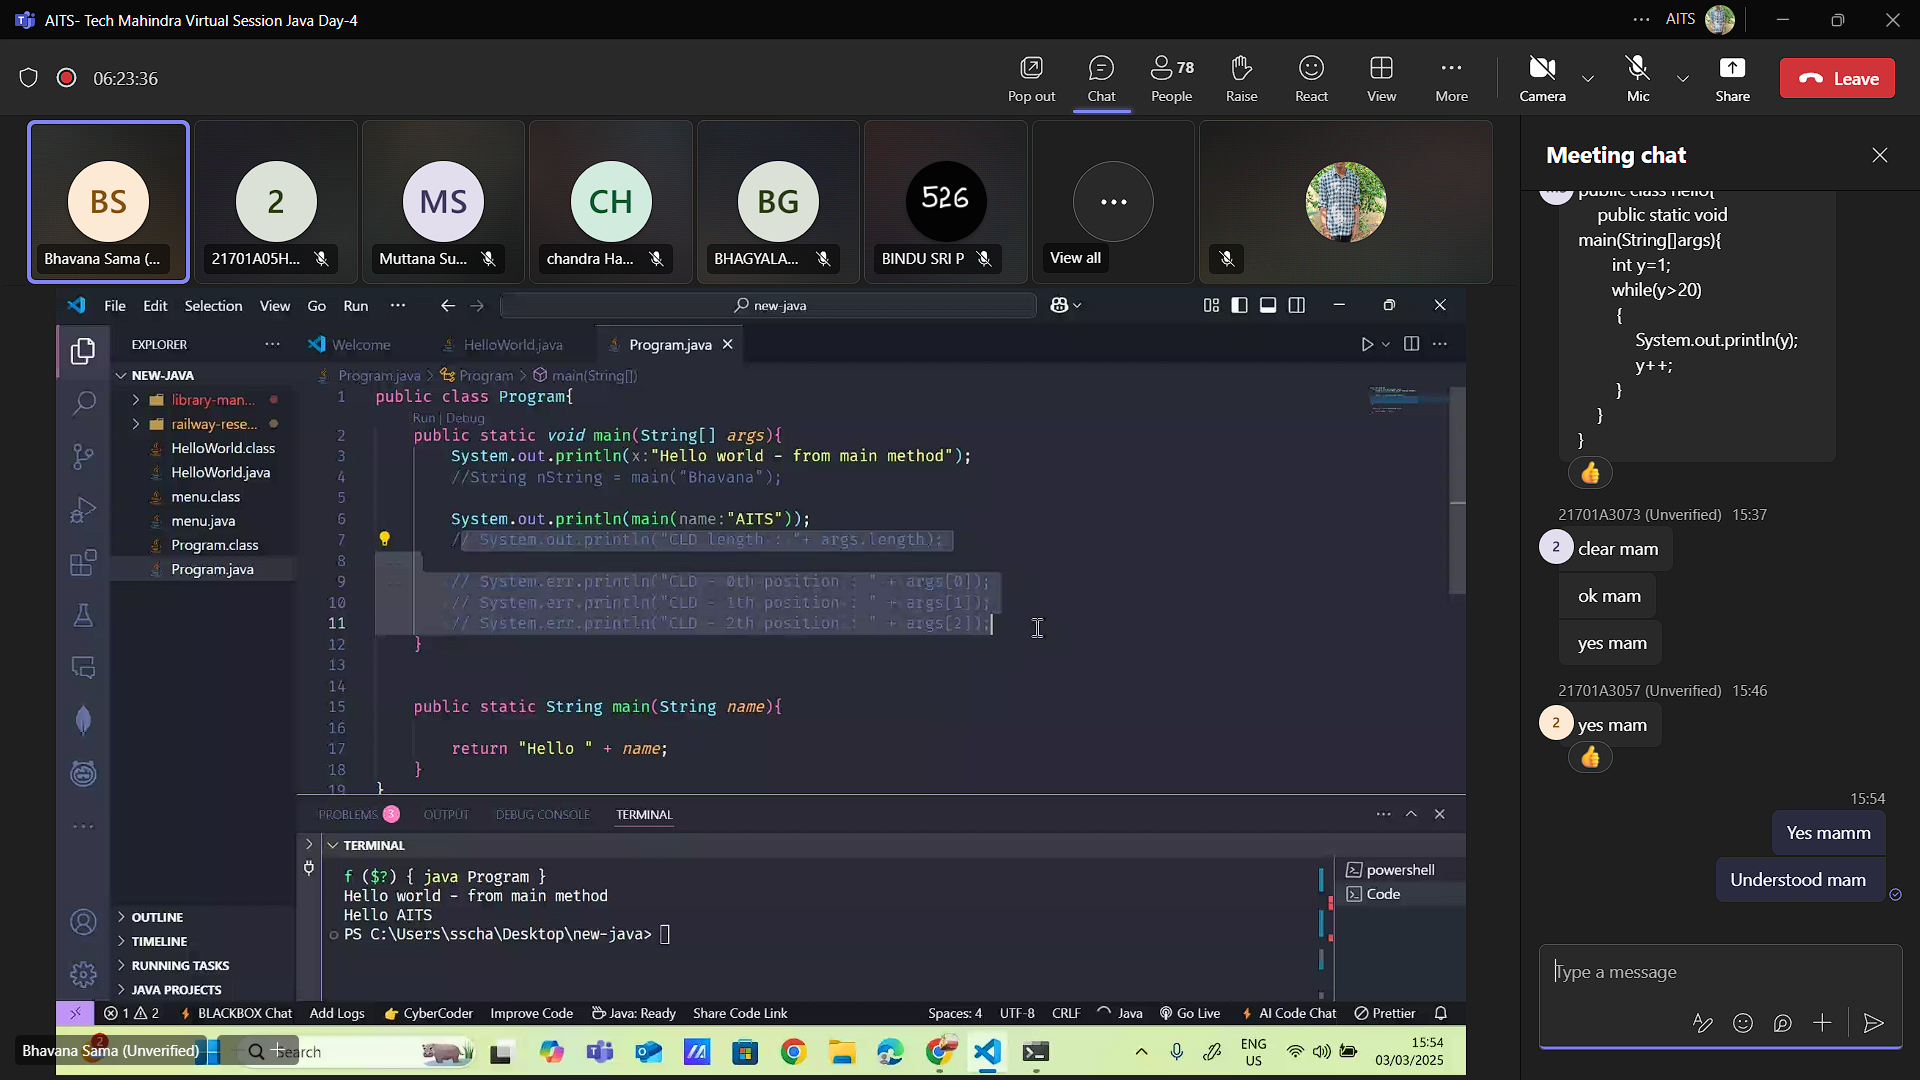 AITS- Tech Mahindra Virtual Session Java Day-4
AITS
06:23:36
Pop out
Chat
78
People
Raise
React
View
More
Camera
Mic
Share
Leave
BS
Bhavana Sama (...
2
21701A05H...
MS
Muttana Su...
CH
chandra Ha...
BG
BHAGYALA...
526
BINDU SRI P
View all
File Edit Selection View Go Run
new-java
EXPLORER
NEW-JAVA
library-man...
railway-rese...
HelloWorld.class
HelloWorld.java
menu.class
menu.java
Program.class
Program.java
OUTLINE
TIMELINE
RUNNING TASKS
JAVA PROJECTS
Welcome
HelloWorld.java
Program.java
Program.java > Program > main(String[])
1 public class Program{
Run | Debug
2 public static void main(String[] args){
3 System.out.println(x:"Hello world - from main method");
4 //String nString = main("Bhavana");
5
6 System.out.println(main(name:"AITS"));
7 // System.out.println("CLD length : "+ args.length);
8
9 // System.err.println("CLD - 0th position : " + args[0]);
10 // System.err.println("CLD - 1th position : " + args[1]);
11 // System.err.println("CLD - 2th position : " + args[2]);
12 }
13
14
15 public static String main(String name){
16
17 return "Hello " + name;
18 }
19 }
PROBLEMS 3
OUTPUT
DEBUG CONSOLE
TERMINAL
TERMINAL
f ($?) { java Program }
Hello world - from main method
Hello AITS
PS C:\Users\sscha\Desktop\new-java>
powershell
Code
1 2 BLACKBOX Chat Add Logs CyberCoder Improve Code Java: Ready Share Code Link
Spaces: 4 UTF-8 CRLF Java Go Live AI Code Chat Prettier
2
Bhavana Sama (Unverified)
Search
ENG
US
15:54
03/03/2025
Meeting chat
public class hello{
public static void
main(String[]args){
int y=1;
while(y>20)
{
System.out.println(y);
y++;
}
}
}
21701A3073 (Unverified) 15:37
2
clear mam
ok mam
yes mam
21701A3057 (Unverified) 15:46
2
yes mam
15:54
Yes mamm
Understood mam
Type a message